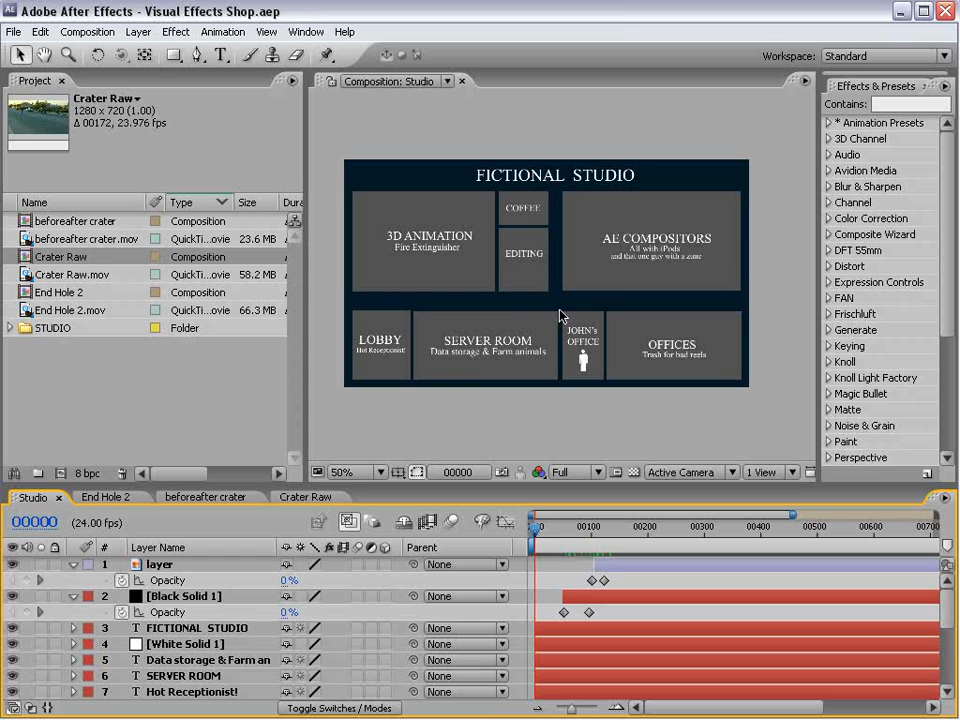 Adobe After Effects - Visual Effects Shop.aep
File Edit Composition Layer Effect Animation View Window Help
Workspace: Standard
Project
Crater Raw
1280 x 720 (1.00)
Δ 00172, 23.976 fps
Name Type Size Dura
beforeafter crater Composition
beforeafter crater.mov QuickTi...ovie 23.6 MB
Crater Raw Composition
Crater Raw.mov QuickTi...ovie 58.2 MB
End Hole 2 Composition
End Hole 2.mov QuickTi...ovie 66.3 MB
STUDIO Folder
8 bpc
Composition: Studio
FICTIONAL STUDIO
3D ANIMATION
Fire Extinguisher
COFFEE
EDITING
AE COMPOSITORS
All with iPods
and that one guy with a zune
LOBBY
Hot Receptionist!
SERVER ROOM
Data storage & Farm animals
JOHN's
OFFICE
OFFICES
Trash for bad reels
50% 00000 Full Active Camera 1 View
Effects & Presets
Contains:
* Animation Presets
3D Channel
Audio
Avidion Media
Blur & Sharpen
Channel
Color Correction
Composite Wizard
DFT 55mm
Distort
Expression Controls
FAN
Frischluft
Generate
Keying
Knoll
Knoll Light Factory
Magic Bullet
Matte
Noise & Grain
Paint
Perspective
Studio End Hole 2 beforeafter crater Crater Raw
00000 (24.00 fps)
00100 00200 00300 00400 00500 00600 00700
# Layer Name Parent
1 layer None
Opacity 0 %
2 [Black Solid 1] None
Opacity 0 %
3 T FICTIONAL STUDIO None
4 [White Solid 1] None
5 T Data storage & Farm an None
6 T SERVER ROOM None
7 T Hot Receptionist! None
Toggle Switches / Modes